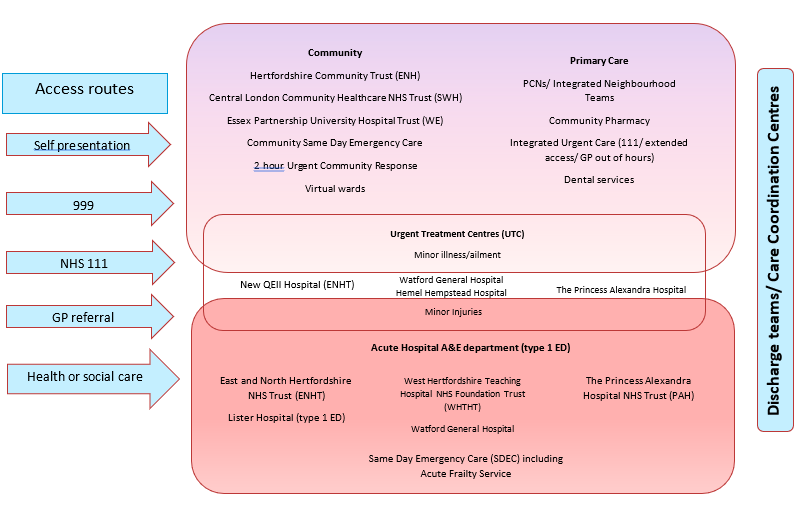 Access routes
Self presentation
999
NHS 111
GP referral
Health or social care
Community
Hertfordshire Community Trust (ENH)
Central London Community Healthcare NHS Trust (SWH)
Essex Partnership University Hospital Trust (WE)
Community Same Day Emergency Care
2 hour Urgent Community Response
Virtual wards
Primary Care
PCNs/ Integrated Neighbourhood
Teams
Community Pharmacy
Integrated Urgent Care (111/ extended
access/ GP out of hours)
Dental services
Urgent Treatment Centres (UTC)
Minor illness/ailment
New QEII Hospital (ENHT)
Watford General Hospital
Hemel Hempstead Hospital
The Princess Alexandra Hospital
Minor Injuries
Acute Hospital A&E department (type 1 ED)
East and North Hertfordshire
NHS Trust (ENHT)
Lister Hospital (type 1 ED)
West Hertfordshire Teaching
Hospital NHS Foundation Trust
(WHTHT)
Watford General Hospital
The Princess Alexandra
Hospital NHS Trust (PAH)
Same Day Emergency Care (SDEC) including
Acute Frailty Service
Discharge teams/ Care Coordination Centres